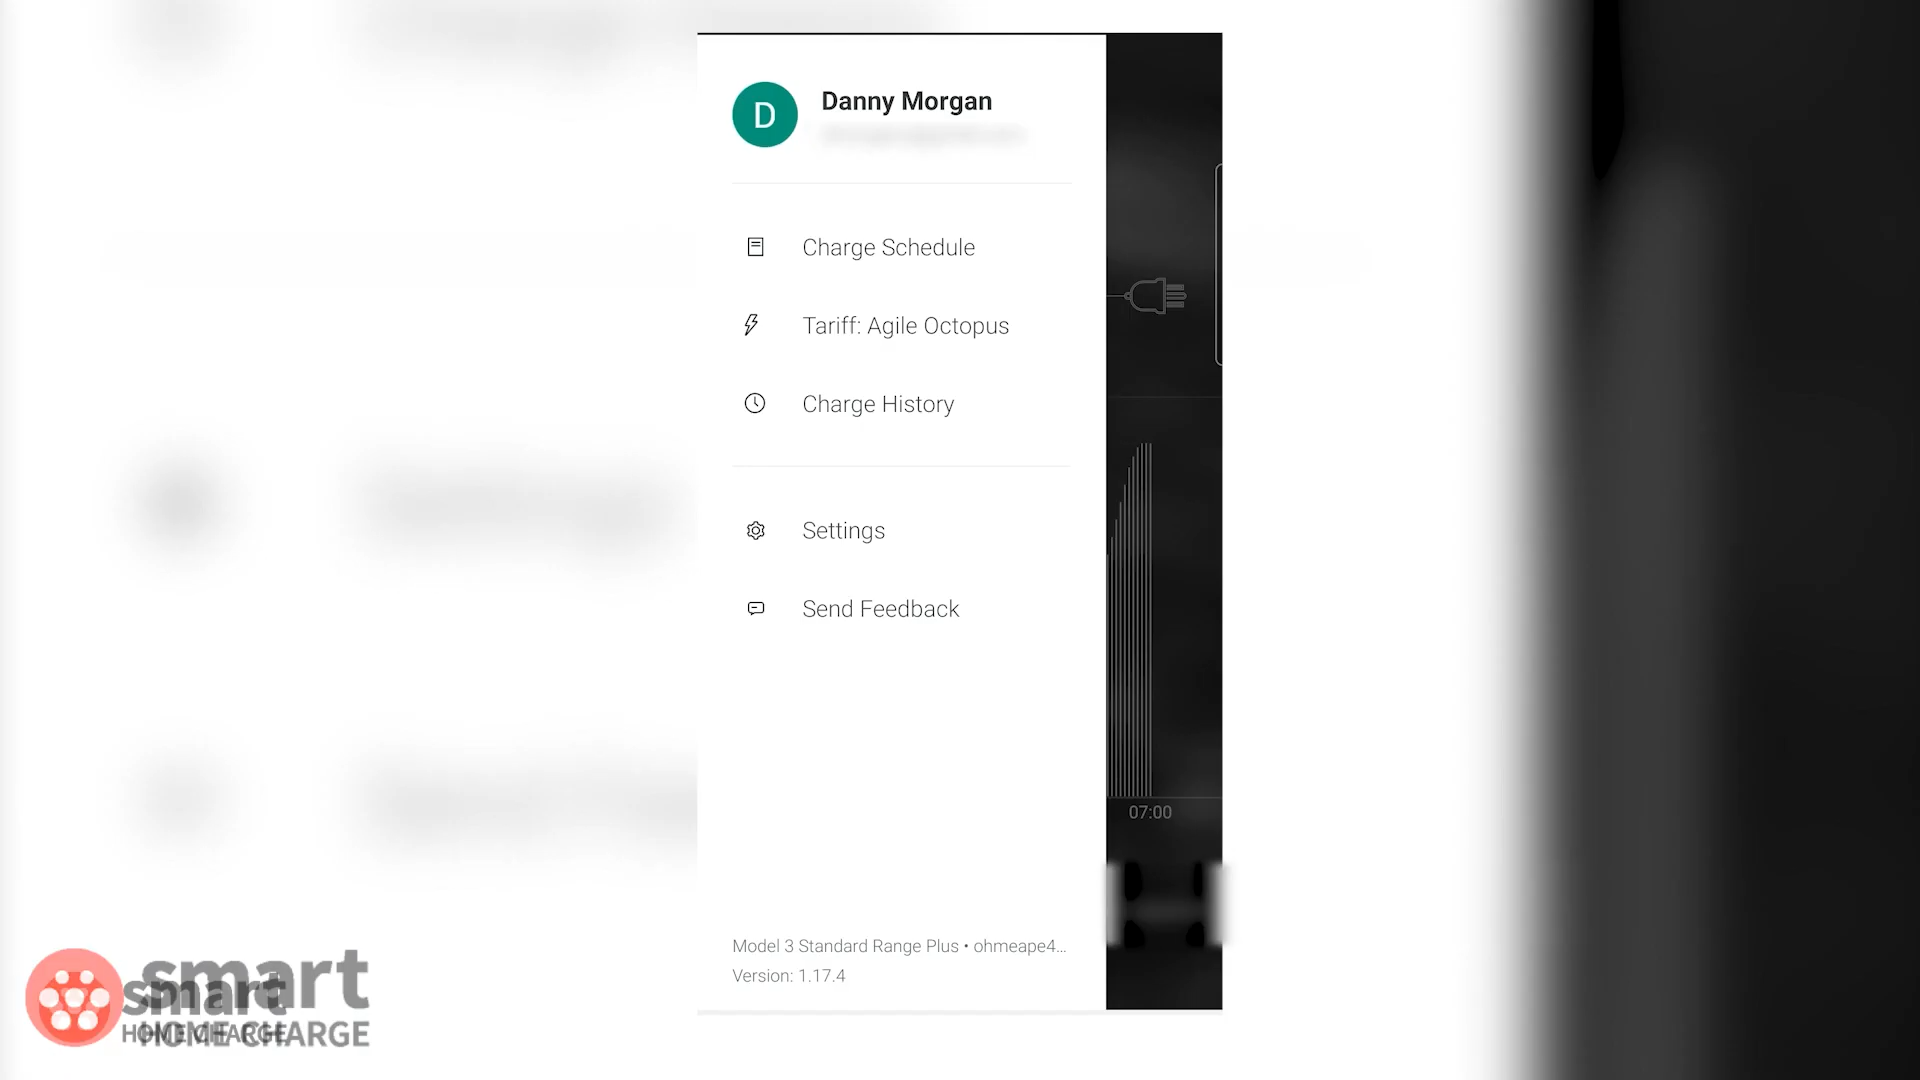 D
Danny Morgan
Charge Schedule
Tariff: Agile Octopus
Charge History
Settings
Send Feedback
07:00
Model 3 Standard Range Plus • ohmeape4...
Version: 1.17.4
smart
HOME CHARGE